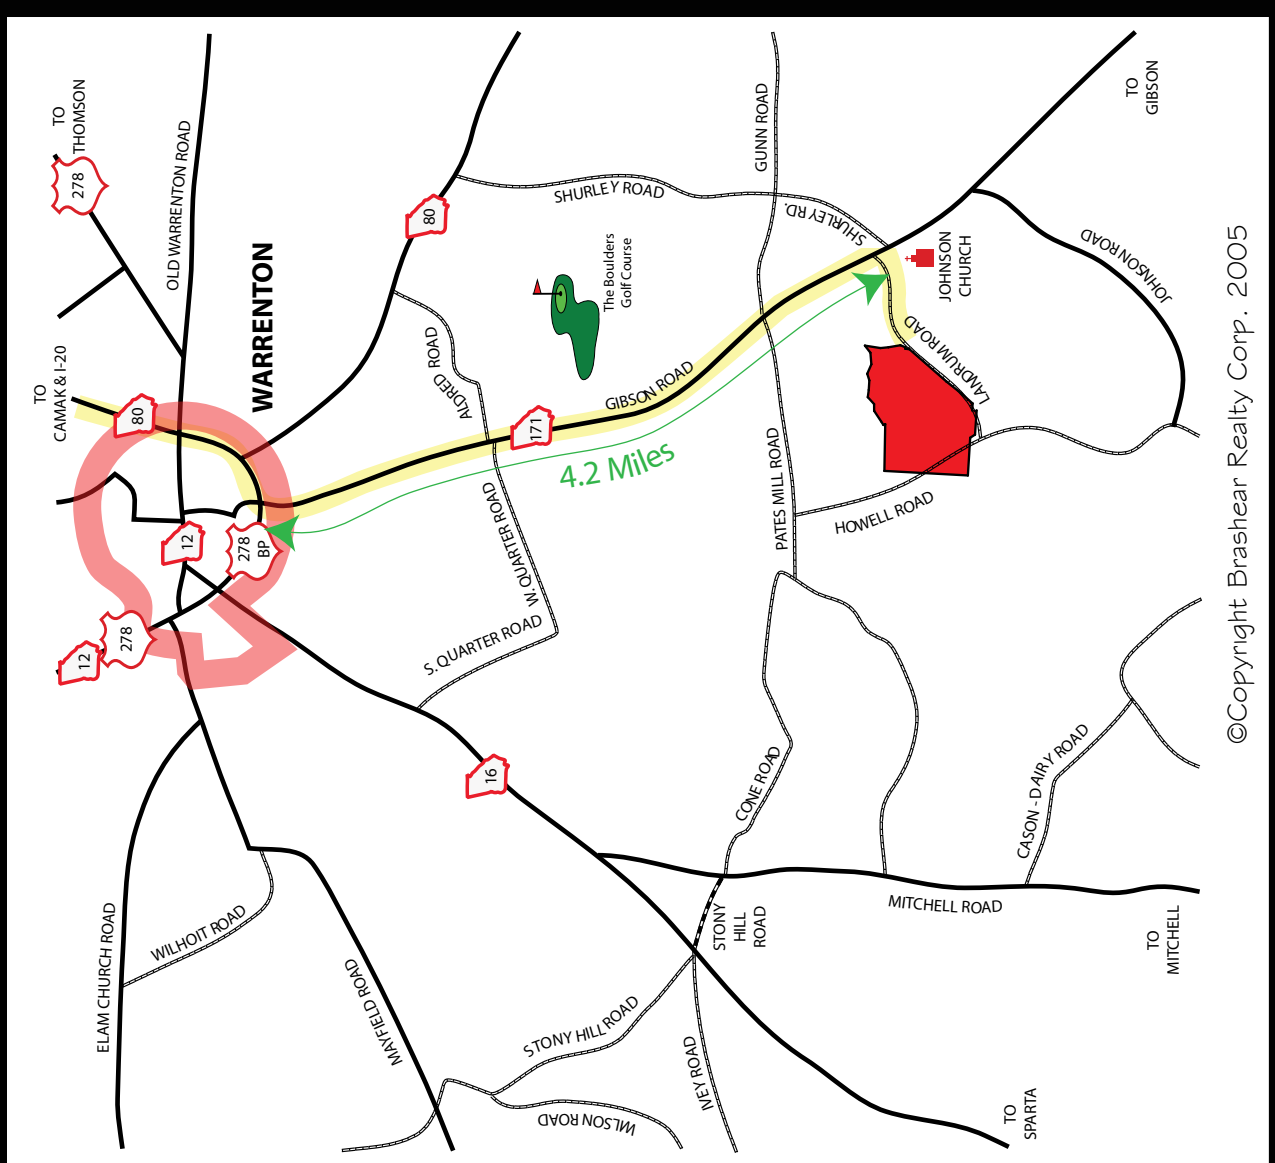 TO
THOMSON
278
OLD WARRENTON ROAD
WARRENTON
TO
CAMAK & I-20
80
80
SHURLEY ROAD
GUNN ROAD
SHURLEY RD.
TO
GIBSON
JOHNSON
CHURCH
JOHNSON ROAD
The Boulders
Golf Course
ALDRED ROAD
GIBSON ROAD
171
4.2 Miles
LANDRUM ROAD
PATES MILL ROAD
HOWELL ROAD
W. QUARTER ROAD
S. QUARTER ROAD
12
278
BP
278
12
16
CONE ROAD
CASON - DAIRY ROAD
MITCHELL ROAD
TO
MITCHELL
STONY
HILL
ROAD
ELAM CHURCH ROAD
WILHOIT ROAD
MAYFIELD ROAD
STONY HILL ROAD
IVEY ROAD
WILSON ROAD
TO
SPARTA
©Copyright Brashear Realty Corp. 2005